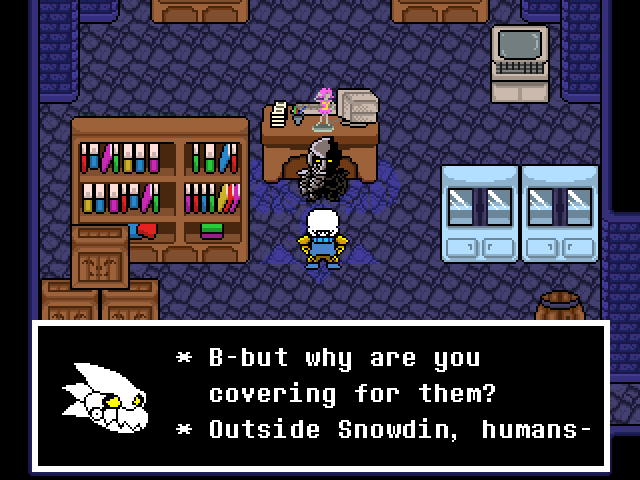 * B-but why are you
covering for them?
* Outside Snowdin, humans-